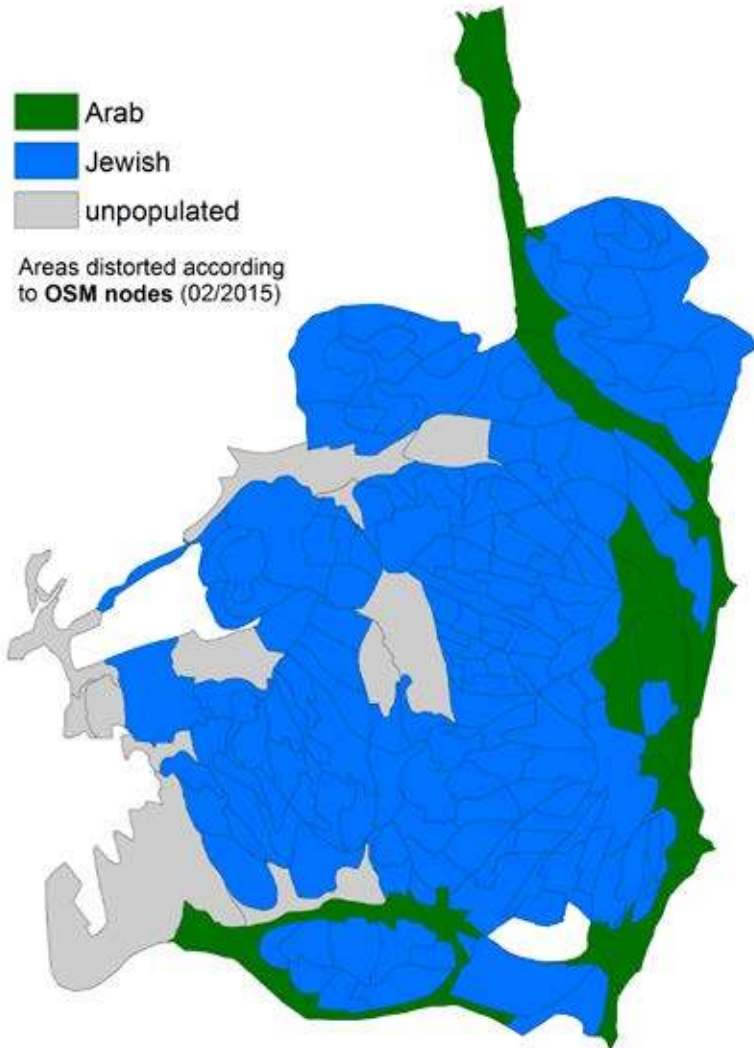 Arab
Jewish
unpopulated
Areas distorted according
to OSM nodes (02/2015)